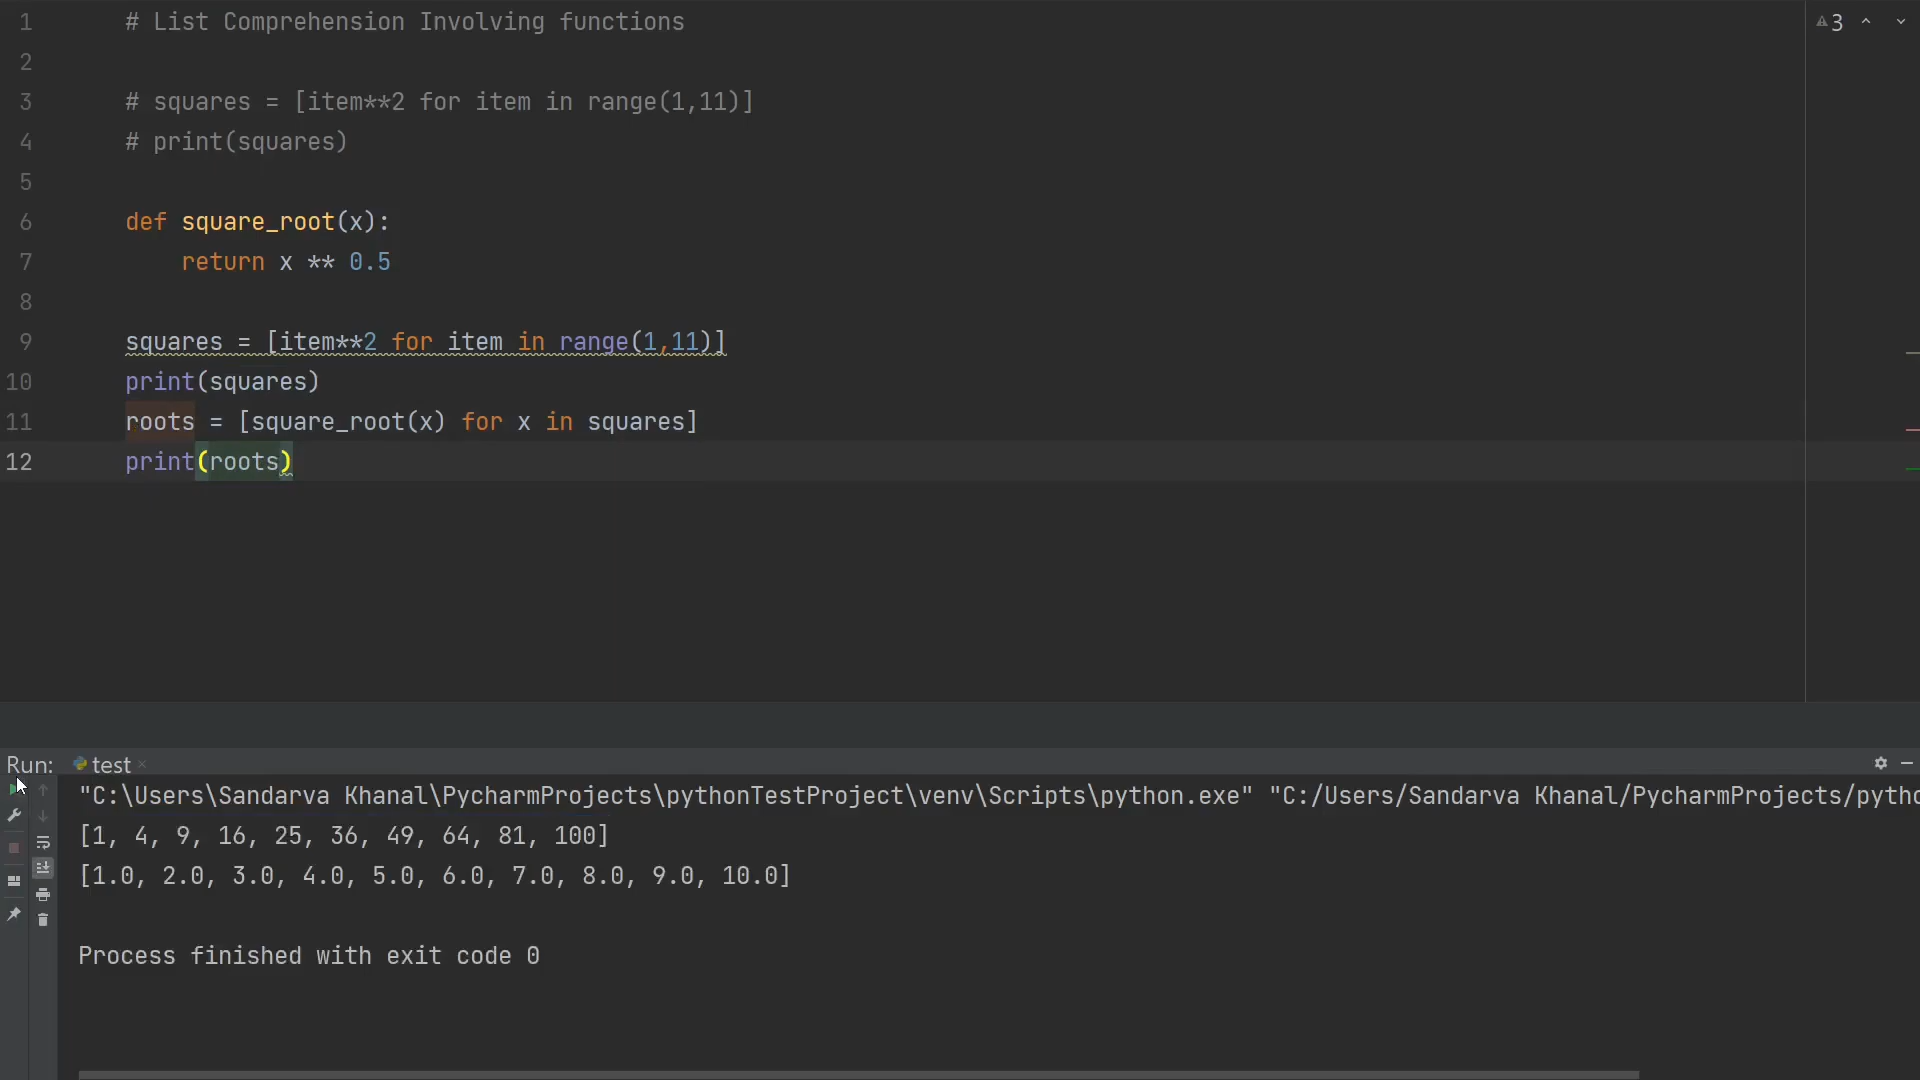 1 # List Comprehension Involving functions
2
3 # squares = [item**2 for item in range(1,11)]
4 # print(squares)
5
6 def square_root(x):
7     return x ** 0.5
8
9 squares = [item**2 for item in range(1,11)]
10 print(squares)
11 roots = [square_root(x) for x in squares]
12 print(roots)
3
Run: test
"C:\Users\Sandarva Khanal\PycharmProjects\pythonTestProject\venv\Scripts\python.exe" "C:/Users/Sandarva Khanal/PycharmProjects/pytho
[1, 4, 9, 16, 25, 36, 49, 64, 81, 100]
[1.0, 2.0, 3.0, 4.0, 5.0, 6.0, 7.0, 8.0, 9.0, 10.0]
Process finished with exit code 0